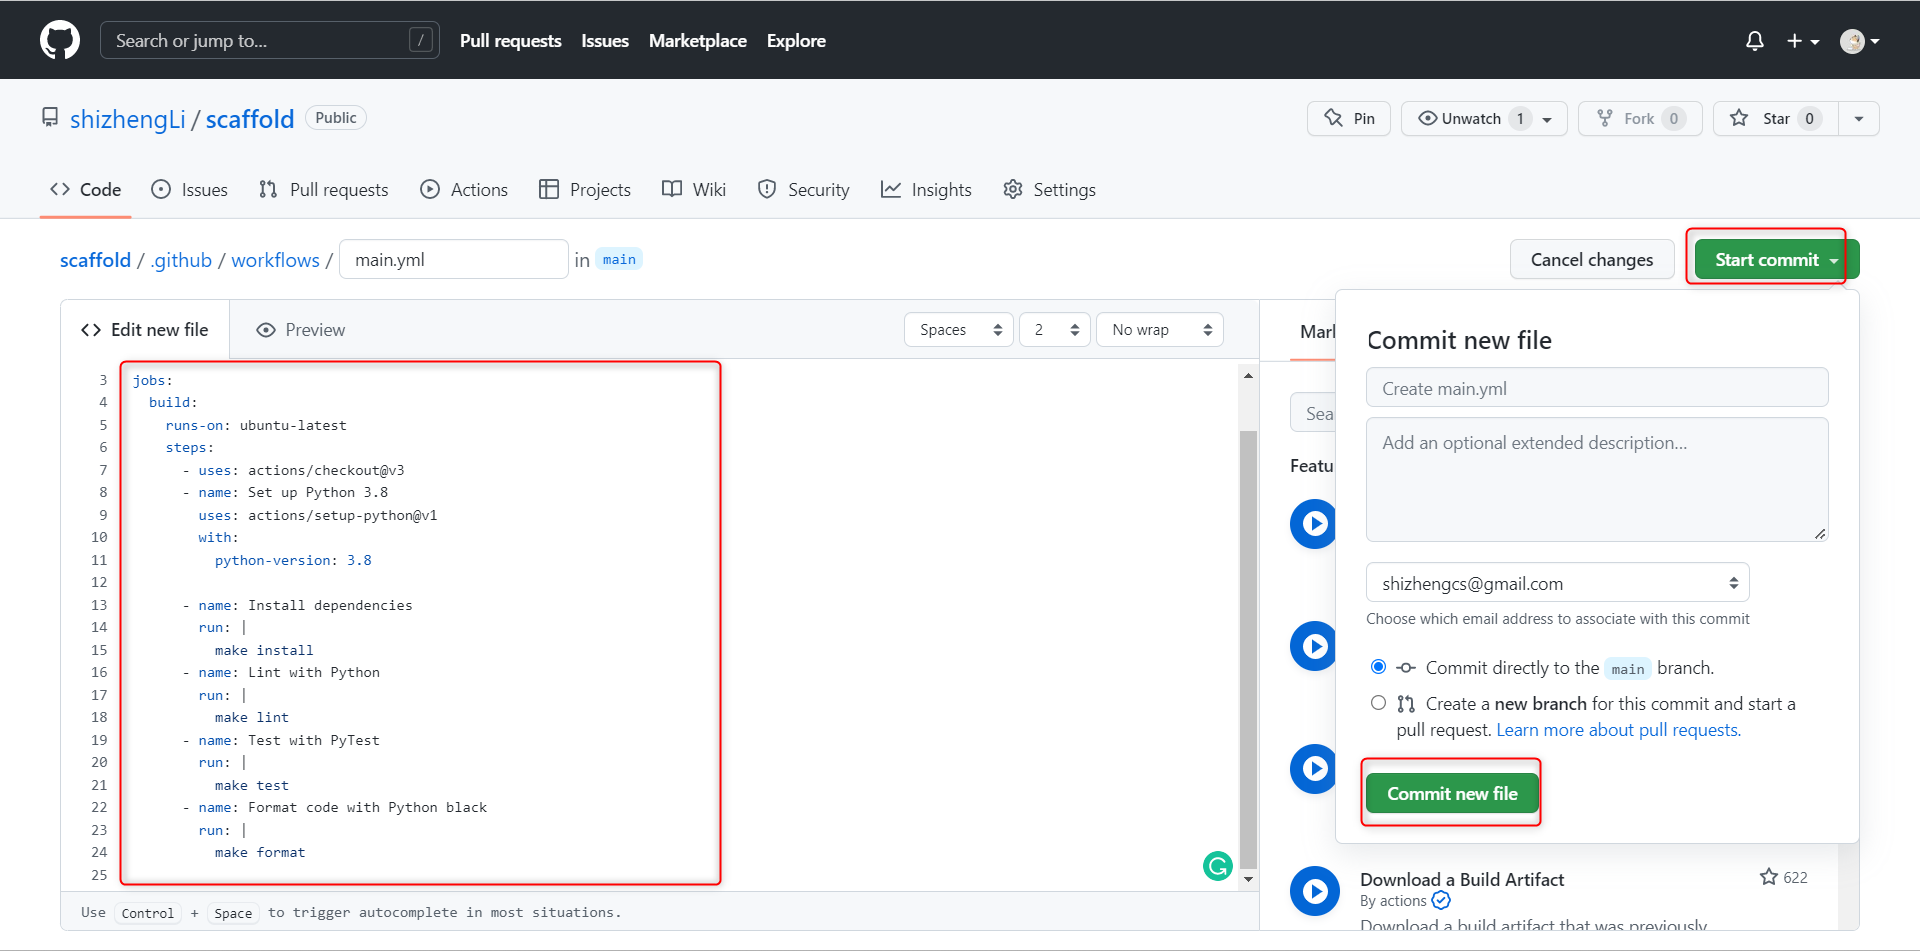 Search or jump to... /
Pull requests Issues Marketplace Explore
shizhengLi / scaffold Public
Pin Unwatch 1 Fork 0 Star 0
Code Issues Pull requests Actions Projects Wiki Security Insights Settings
scaffold / .github / workflows / main.yml in main
Cancel changes Start commit
Edit new file Preview
Spaces 2 No wrap
3 jobs:
4 build:
5 runs-on: ubuntu-latest
6 steps:
7 - uses: actions/checkout@v3
8 - name: Set up Python 3.8
9 uses: actions/setup-python@v1
10 with:
11 python-version: 3.8
12
13 - name: Install dependencies
14 run: |
15 make install
16 - name: Lint with Python
17 run: |
18 make lint
19 - name: Test with PyTest
20 run: |
21 make test
22 - name: Format code with Python black
23 run: |
24 make format
25
Use Control + Space to trigger autocomplete in most situations.
Mark
Sea
Featu
Commit new file
Create main.yml
Add an optional extended description...
shizhengcs@gmail.com
Choose which email address to associate with this commit
Commit directly to the main branch.
Create a new branch for this commit and start a
pull request. Learn more about pull requests.
Commit new file
Download a Build Artifact 622
By actions
Download a build artifact that was previously